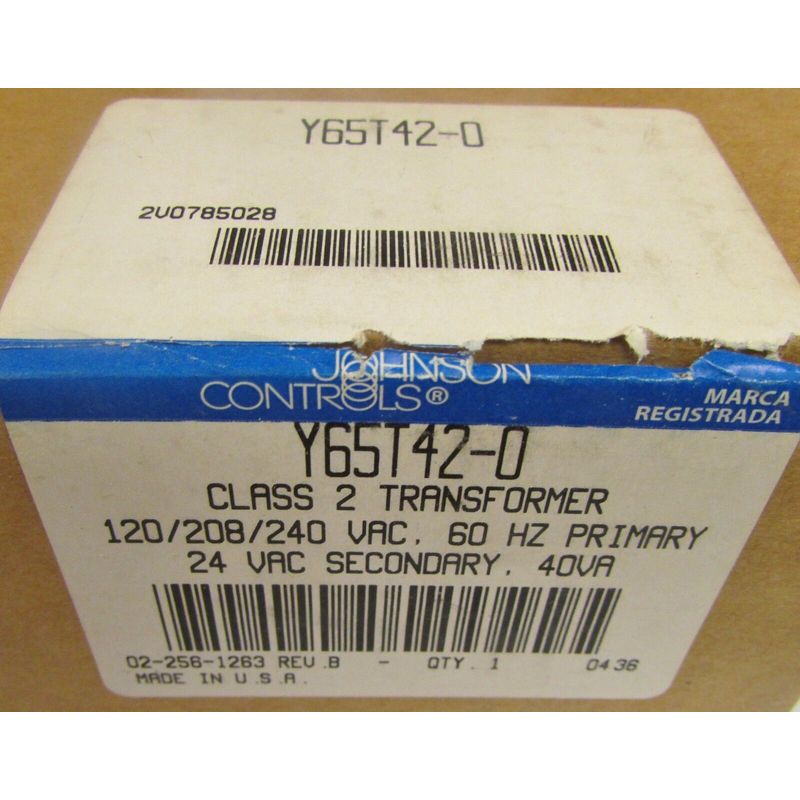 Y65T42-0
2V0785028
JOHNSON
CONTROLS®
MARCA
REGISTRADA
Y65T42-0
CLASS 2 TRANSFORMER
120/208/240 VAC, 60 HZ PRIMARY
24 VAC SECONDARY, 40VA
02-256-1263 REV.B - QTY. 1 0436
MADE IN U.S.A.